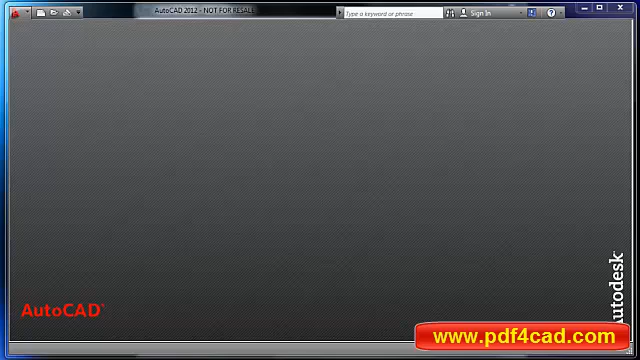 AutoCAD 2012 - NOT FOR RESALE
Type a keyword or phrase
Sign In
AutoCAD
Autodesk
www.pdf4cad.com